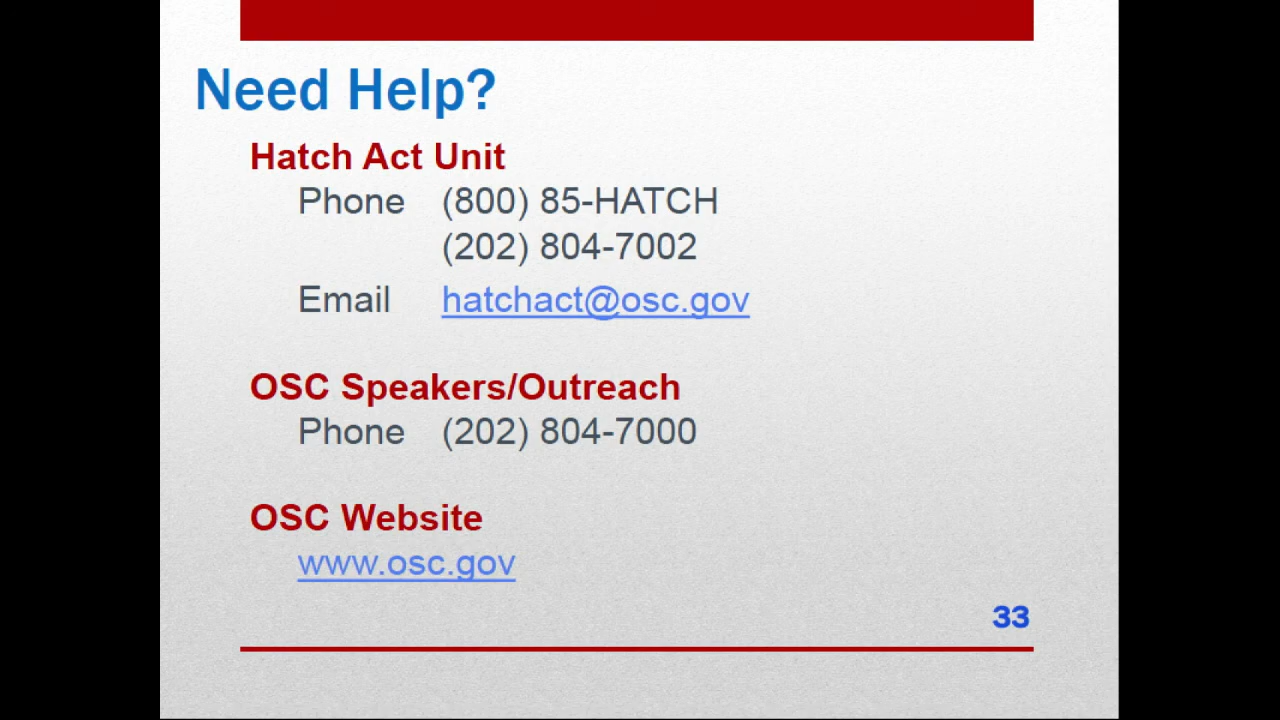 Need Help?
Hatch Act Unit
Phone (800) 85-HATCH
(202) 804-7002
Email hatchact@osc.gov
OSC Speakers/Outreach
Phone (202) 804-7000
OSC Website
www.osc.gov
33